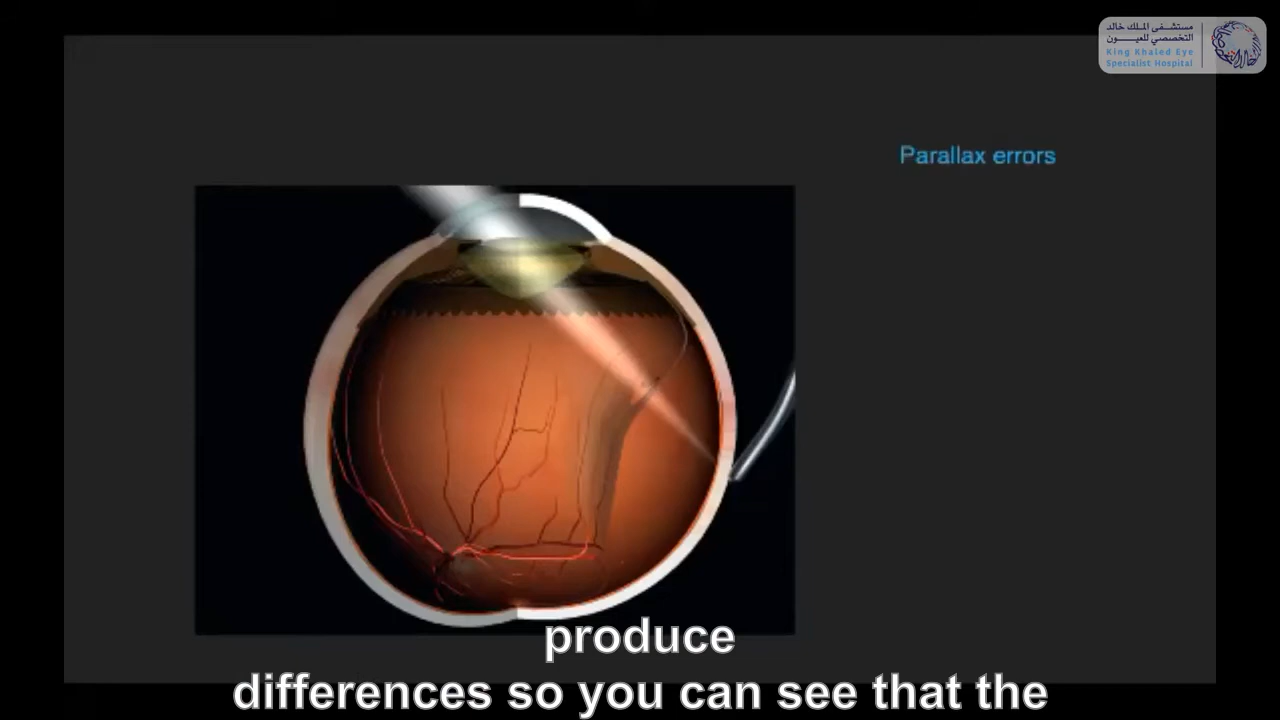 مستشفى الملك خالد
التخصصي للعيون
King Khaled Eye
Specialist Hospital
Parallax errors
produce
differences so you can see that the